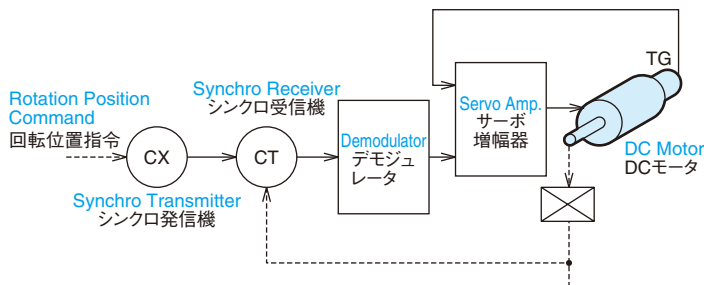 Rotation Position
Command
回転位置指令
CX
Synchro Transmitter
シンクロ発信機
Synchro Receiver
シンクロ受信機
CT
Demodulator
デモジュ
レータ
Servo Amp.
サーボ
増幅器
TG
DC Motor
DCモータ